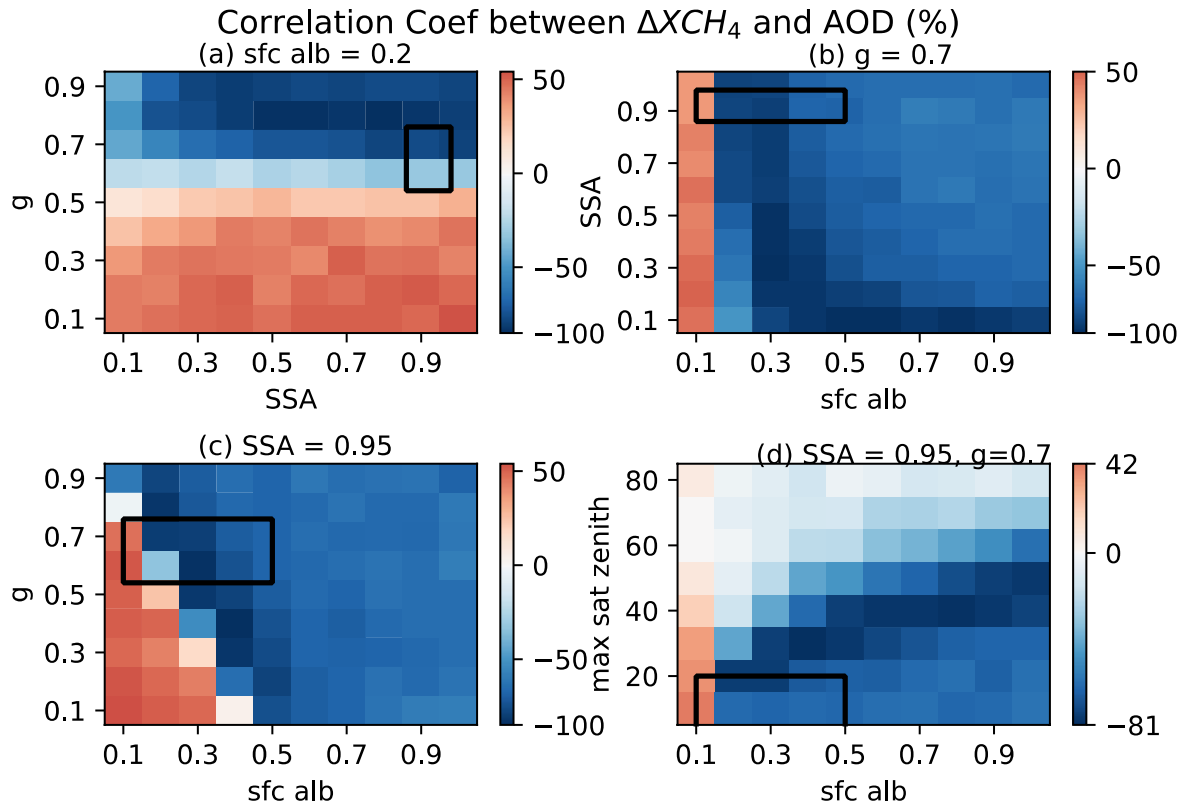 Correlation Coef between ΔXCH₄ and AOD (%)
(a) sfc alb = 0.2
g
0.9
0.7
0.5
0.3
0.1
0.1 0.3 0.5 0.7 0.9
SSA
50
0
−50
−100
(b) g = 0.7
SSA
0.9
0.7
0.5
0.3
0.1
0.1 0.3 0.5 0.7 0.9
sfc alb
50
0
−50
−100
(c) SSA = 0.95
g
0.9
0.7
0.5
0.3
0.1
0.1 0.3 0.5 0.7 0.9
sfc alb
50
0
−50
−100
(d) SSA = 0.95, g=0.7
max sat zenith
80
60
40
20
0.1 0.3 0.5 0.7 0.9
sfc alb
42
0
−81